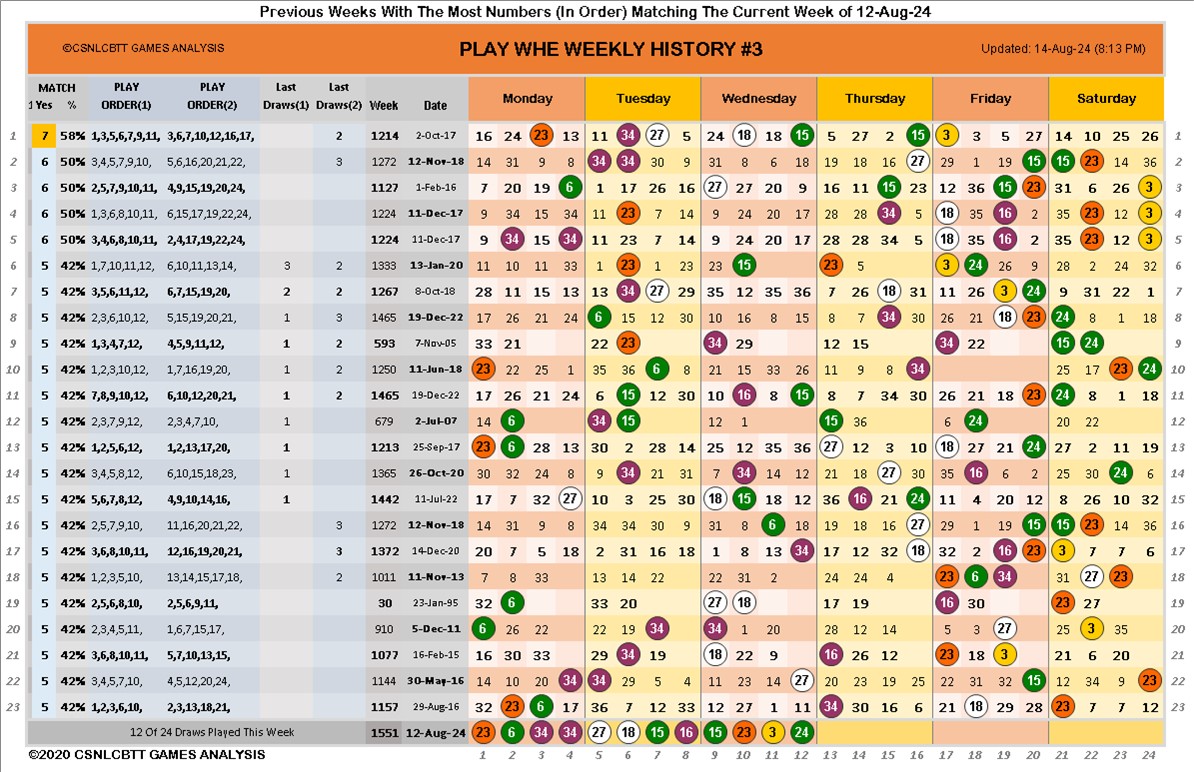 Previous Weeks With The Most Numbers (In Order) Matching The Current Week of 12-Aug-24
©CSNLCBTT GAMES ANALYSIS PLAY WHE WEEKLY HISTORY #3 Updated: 14-Aug-24 (8:13 PM)
MATCH PLAY PLAY Last Last
1 Yes % ORDER(1) ORDER(2) Draws(1) Draws(2) Week Date Monday Tuesday Wednesday Thursday Friday Saturday
1 7 58% 1,3,5,6,7,9,11, 3,6,7,10,12,16,17, 2 1214 2-Oct-17 16 24 23 13 11 34 27 5 24 18 18 15 5 27 2 15 3 3 5 27 14 10 25 26 1
2 6 50% 3,4,5,7,9,10, 5,6,16,20,21,22, 3 1272 12-Nov-18 14 31 9 8 34 34 30 9 31 8 6 18 19 18 16 27 29 1 19 15 15 23 14 36 2
3 6 50% 2,5,7,9,10,11, 4,9,15,19,20,24, 1127 1-Feb-16 7 20 19 6 1 17 26 16 27 27 20 9 16 11 15 23 12 36 15 23 31 6 26 3 3
4 6 50% 1,3,6,8,10,11, 6,15,17,19,22,24, 1224 11-Dec-17 9 34 15 34 11 23 7 14 9 24 20 17 28 28 34 5 18 35 16 2 35 23 12 3 4
5 6 50% 3,4,6,8,10,11, 2,4,17,19,22,24, 1224 11-Dec-17 9 34 15 34 11 23 7 14 9 24 20 17 28 28 34 5 18 35 16 2 35 23 12 3 5
6 5 42% 1,7,10,11,12, 6,10,11,13,14, 3 2 1333 13-Jan-20 11 10 11 33 1 23 1 23 23 15 6 6 23 5 3 24 26 9 28 2 24 32 6
7 5 42% 3,5,6,11,12, 6,7,15,19,20, 2 2 1267 8-Oct-18 28 11 15 13 13 34 27 29 35 12 35 36 7 26 18 31 11 26 3 24 9 31 22 1 7
8 5 42% 2,3,6,10,12, 5,15,19,20,21, 1 1465 19-Dec-22 17 26 21 24 6 15 12 30 10 16 8 15 8 7 34 30 26 21 18 23 24 8 1 18 8
9 5 42% 1,3,4,7,12, 4,5,9,11,12, 1 2 593 7-Nov-05 33 21 22 23 34 29 12 15 34 22 15 24 9
10 5 42% 1,2,3,10,12, 1,7,16,19,20, 1 2 1250 11-Jun-18 23 22 25 1 35 36 6 8 21 15 33 26 11 9 8 34 25 17 23 24 10
11 5 42% 7,8,9,10,12, 6,10,12,20,21, 1 1465 19-Dec-22 17 26 21 24 6 15 12 30 10 16 8 15 8 7 34 30 26 21 18 23 24 8 1 18 11
12 5 42% 2,3,7,9,12, 2,3,4,7,10, 1 679 2-Jul-07 14 6 34 15 12 1 15 36 6 24 20 22 12
13 5 42% 1,2,5,6,12, 1,2,13,17,20, 1 1213 25-Sep-17 23 6 28 13 30 2 28 14 25 12 35 36 27 12 3 10 18 27 21 24 27 2 11 19 13
14 5 42% 3,4,5,8,12, 6,10,15,18,23, 1 1365 26-Oct-20 30 32 24 8 9 34 21 31 7 34 14 12 21 15 27 30 35 16 6 2 25 30 24 6 14
15 5 42% 5,6,7,8,12, 4,9,10,14,16, 1 1442 11-Jul-22 17 7 32 27 10 3 25 30 18 15 18 12 36 16 21 24 11 4 20 12 8 26 10 32 15
16 5 42% 2,5,7,9,10, 11,16,20,21,22, 3 1272 12-Nov-18 14 31 9 8 34 34 30 9 31 8 6 18 19 18 16 27 29 1 19 15 15 23 14 36 16
17 5 42% 3,6,8,10,11, 12,16,19,20,21, 3 1372 14-Dec-20 20 7 5 18 2 31 16 18 1 8 13 34 17 12 32 18 32 2 16 23 3 7 7 6 17
18 5 42% 1,2,3,5,10, 13,14,15,17,18, 2 1011 11-Nov-13 7 8 33 13 14 22 22 31 2 24 24 4 23 6 34 31 27 23 18
19 5 42% 2,5,6,8,10, 2,5,6,9,11, 30 23-Jan-95 32 6 33 20 27 18 17 19 16 30 23 27 19
20 5 42% 2,3,4,5,11, 1,6,7,15,17, 910 5-Dec-11 6 26 22 22 19 34 34 1 20 28 12 14 5 3 27 25 3 35 20
21 5 42% 3,6,8,10,11, 5,7,10,13,15, 1077 16-Feb-15 16 30 33 29 34 19 18 22 9 16 26 12 23 18 3 21 6 20 21
22 5 42% 3,4,5,7,10, 4,5,12,20,24, 1144 30-May-16 14 10 20 34 34 29 5 4 11 23 14 27 20 23 19 25 22 31 32 15 12 34 9 23 22
23 5 42% 1,2,3,6,10, 2,3,13,18,21, 1157 29-Aug-16 32 23 6 17 36 7 12 33 12 27 1 11 34 30 16 6 21 18 29 28 23 7 7 12 23
12 Of 24 Draws Played This Week 1551 12-Aug-24 23 6 34 34 27 18 15 16 15 23 3 24
©2020 CSNLCBTT GAMES ANALYSIS 1 2 3 4 5 6 7 8 9 10 11 12 13 14 15 16 17 18 19 20 21 22 23 24